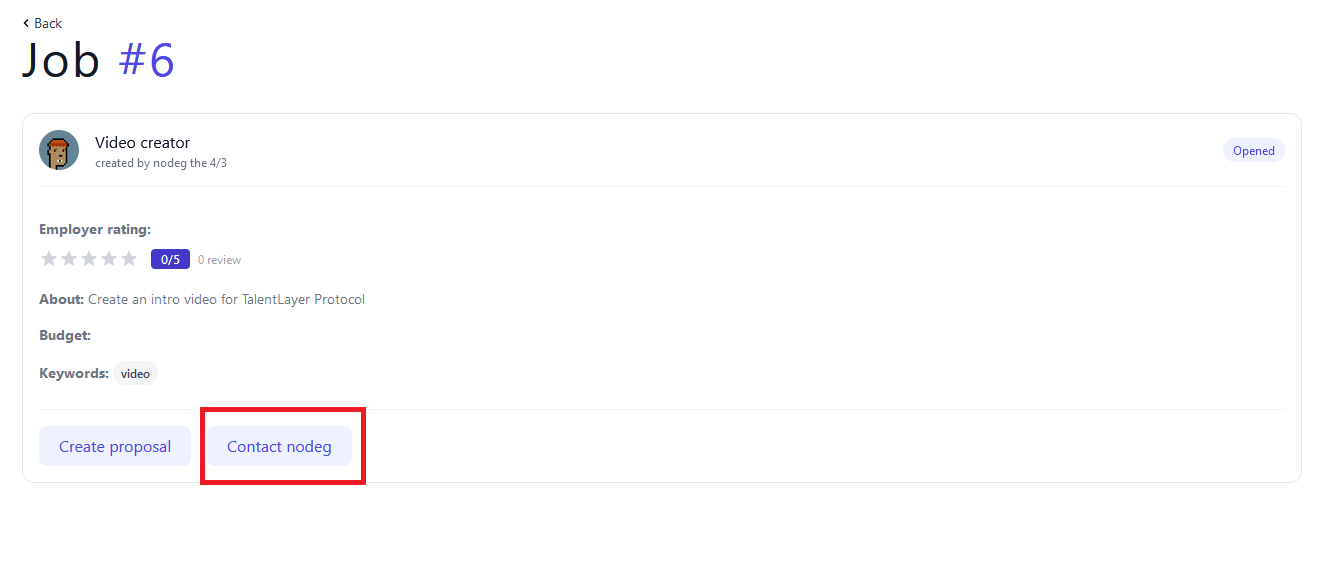 Back
Job #6
Video creator
created by nodeg the 4/3
Opened
Employer rating:
0/5 0 review
About: Create an intro video for TalentLayer Protocol
Budget:
Keywords: video
Create proposal Contact nodeg